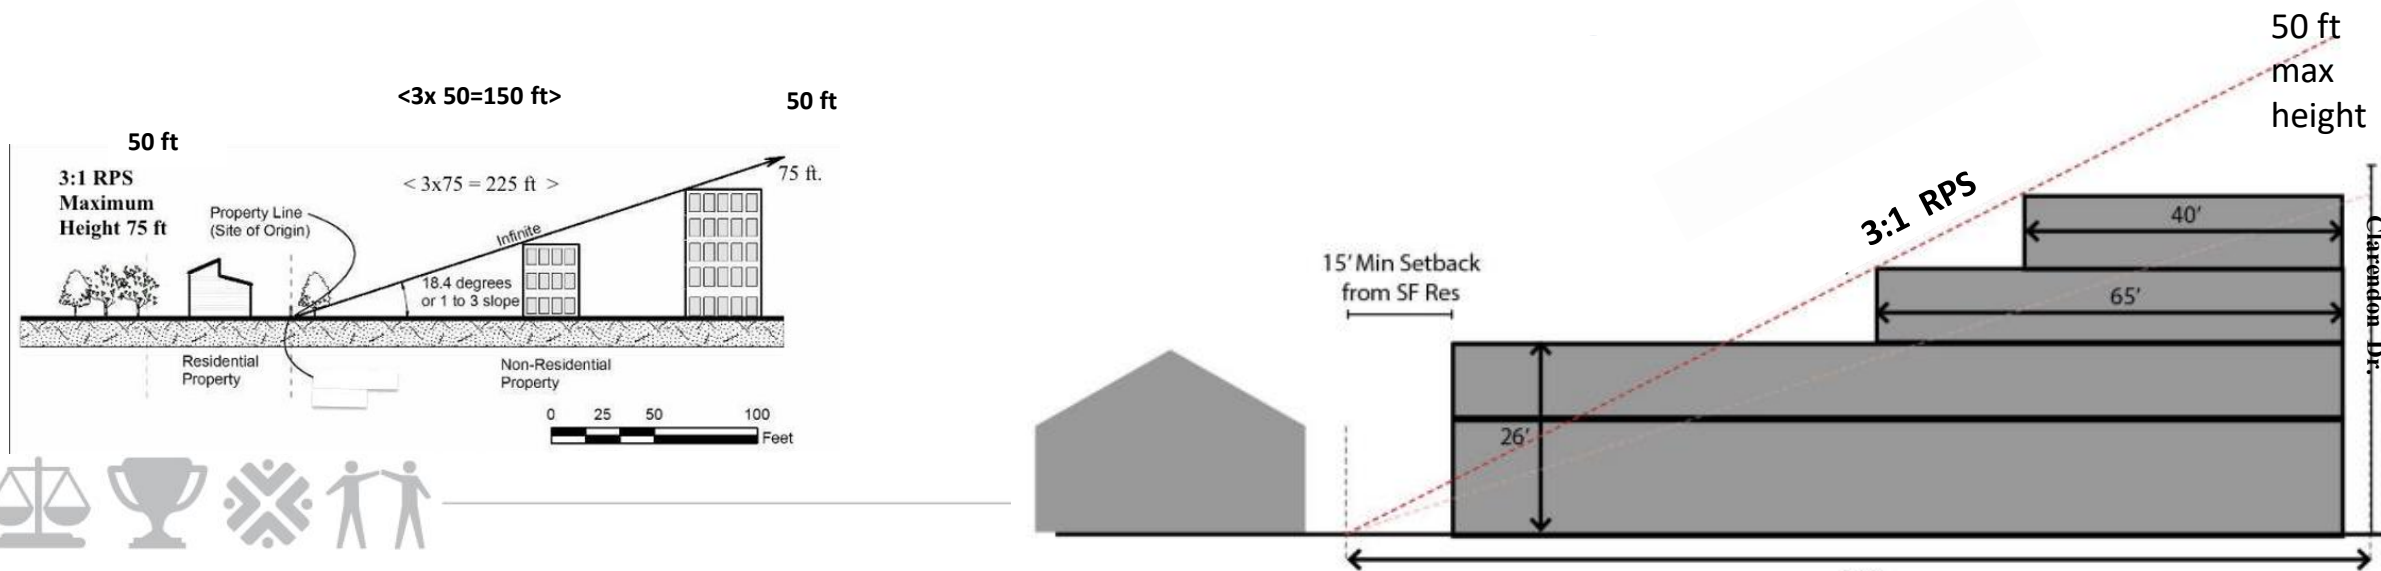 <3x 50=150 ft>
50 ft
50 ft
3:1 RPS
Maximum
Height 75 ft
< 3x75 = 225 ft >
75 ft.
Property Line
(Site of Origin)
Infinite
18.4 degrees
or 1 to 3 slope
Residential
Property
Non-Residential
Property
0 25 50 100
Feet
50 ft
max
height
3:1 RPS
15' Min Setback
from SF Res
40'
65'
26'
Clarendon Dr.